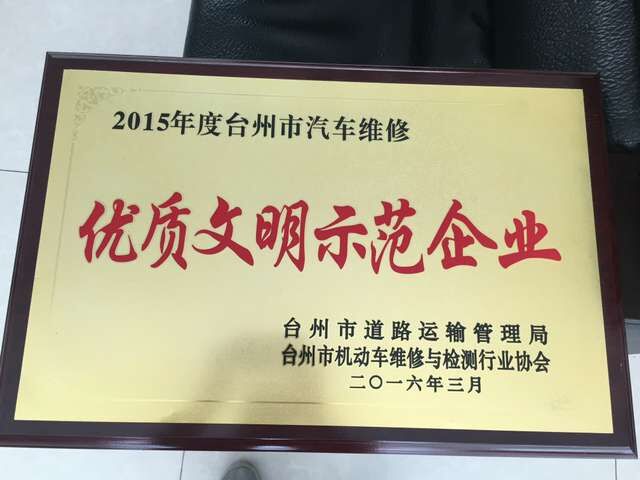 2015年度台州市汽车维修
优质文明示范企业
台州市道路运输管理局
台州市机动车维修与检测行业协会
二〇一六年三月